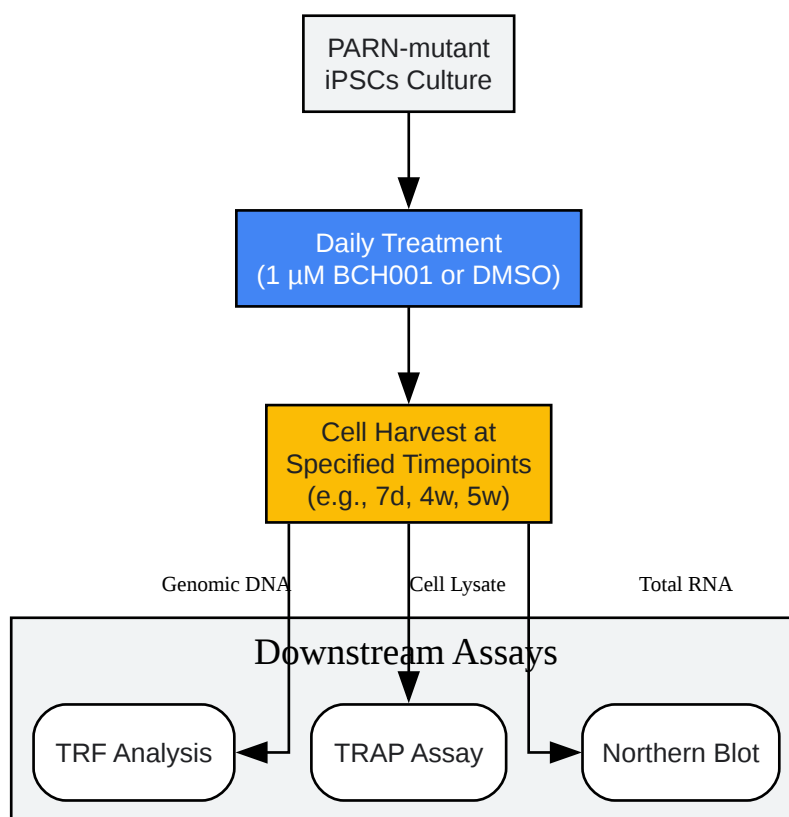 PARN-mutant
iPSCs Culture
Daily Treatment
(1 µM BCH001 or DMSO)
Cell Harvest at
Specified Timepoints
(e.g., 7d, 4w, 5w)
Genomic DNA
Cell Lysate
Total RNA
Downstream Assays
TRF Analysis
TRAP Assay
Northern Blot